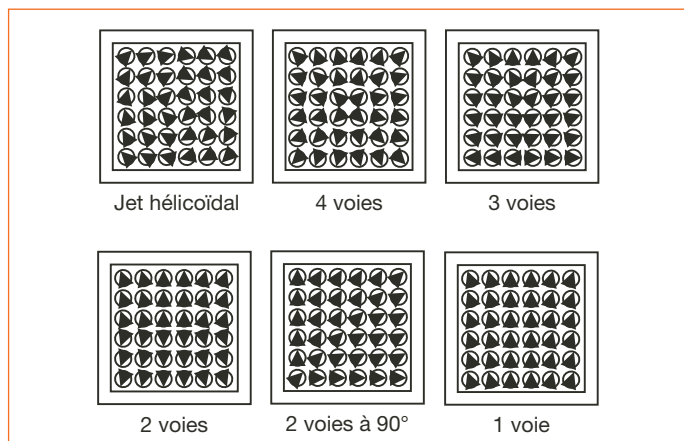 Jet hélicoïdal
4 voies
3 voies
2 voies
2 voies à 90°
1 voie